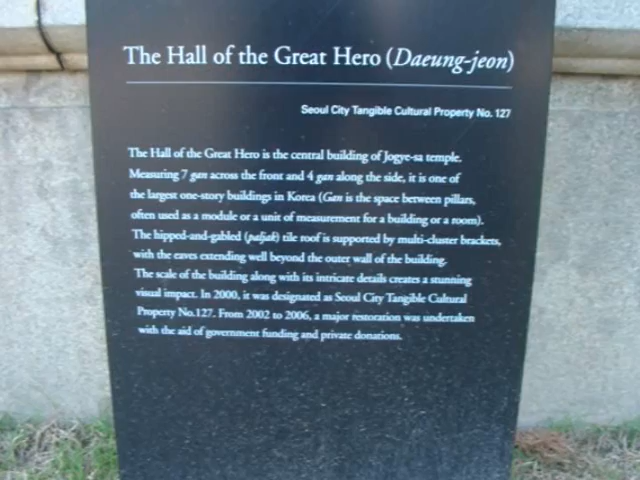 The Hall of the Great Hero (Daeung-jeon)
Seoul City Tangible Cultural Property No. 127
The Hall of the Great Hero is the central building of Jogye-sa temple.
Measuring 7 gan across the front and 4 gan along the side, it is one of
the largest one-story buildings in Korea (Gan is the space between pillars,
often used as a module or a unit of measurement for a building or a room).
The hipped-and-gabled (paljak) tile roof is supported by multi-cluster brackets,
with the eaves extending well beyond the outer wall of the building.
The scale of the building along with its intricate details creates a stunning
visual impact. In 2000, it was designated as Seoul City Tangible Cultural
Property No.127. From 2002 to 2006, a major restoration was undertaken
with the aid of government funding and private donations.